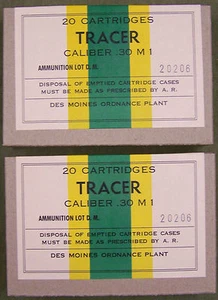 20 CARTRIDGES
TRACER
CALIBER .30 M 1
AMMUNITION LOT D. M. 20206
DISPOSAL OF EMPTIED CARTRIDGE CASES
MUST BE MADE AS PRESCRIBED BY A. R.
DES MOINES ORDNANCE PLANT
20 CARTRIDGES
TRACER
CALIBER .30 M 1
AMMUNITION LOT D. M. 20206
DISPOSAL OF EMPTIED CARTRIDGE CASES
MUST BE MADE AS PRESCRIBED BY A. R.
DES MOINES ORDNANCE PLANT